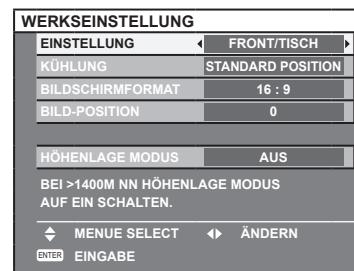 WERKSEINSTELLUNG
EINSTELLUNG FRONT/TISCH
KÜHLUNG STANDARD POSITION
BILDSCHIRMFORMAT 16 : 9
BILD-POSITION 0
HÖHENLAGE MODUS AUS
BEI >1400M NN HÖHENLAGE MODUS
AUF EIN SCHALTEN.
MENUE SELECT ÄNDERN
ENTER EINGABE